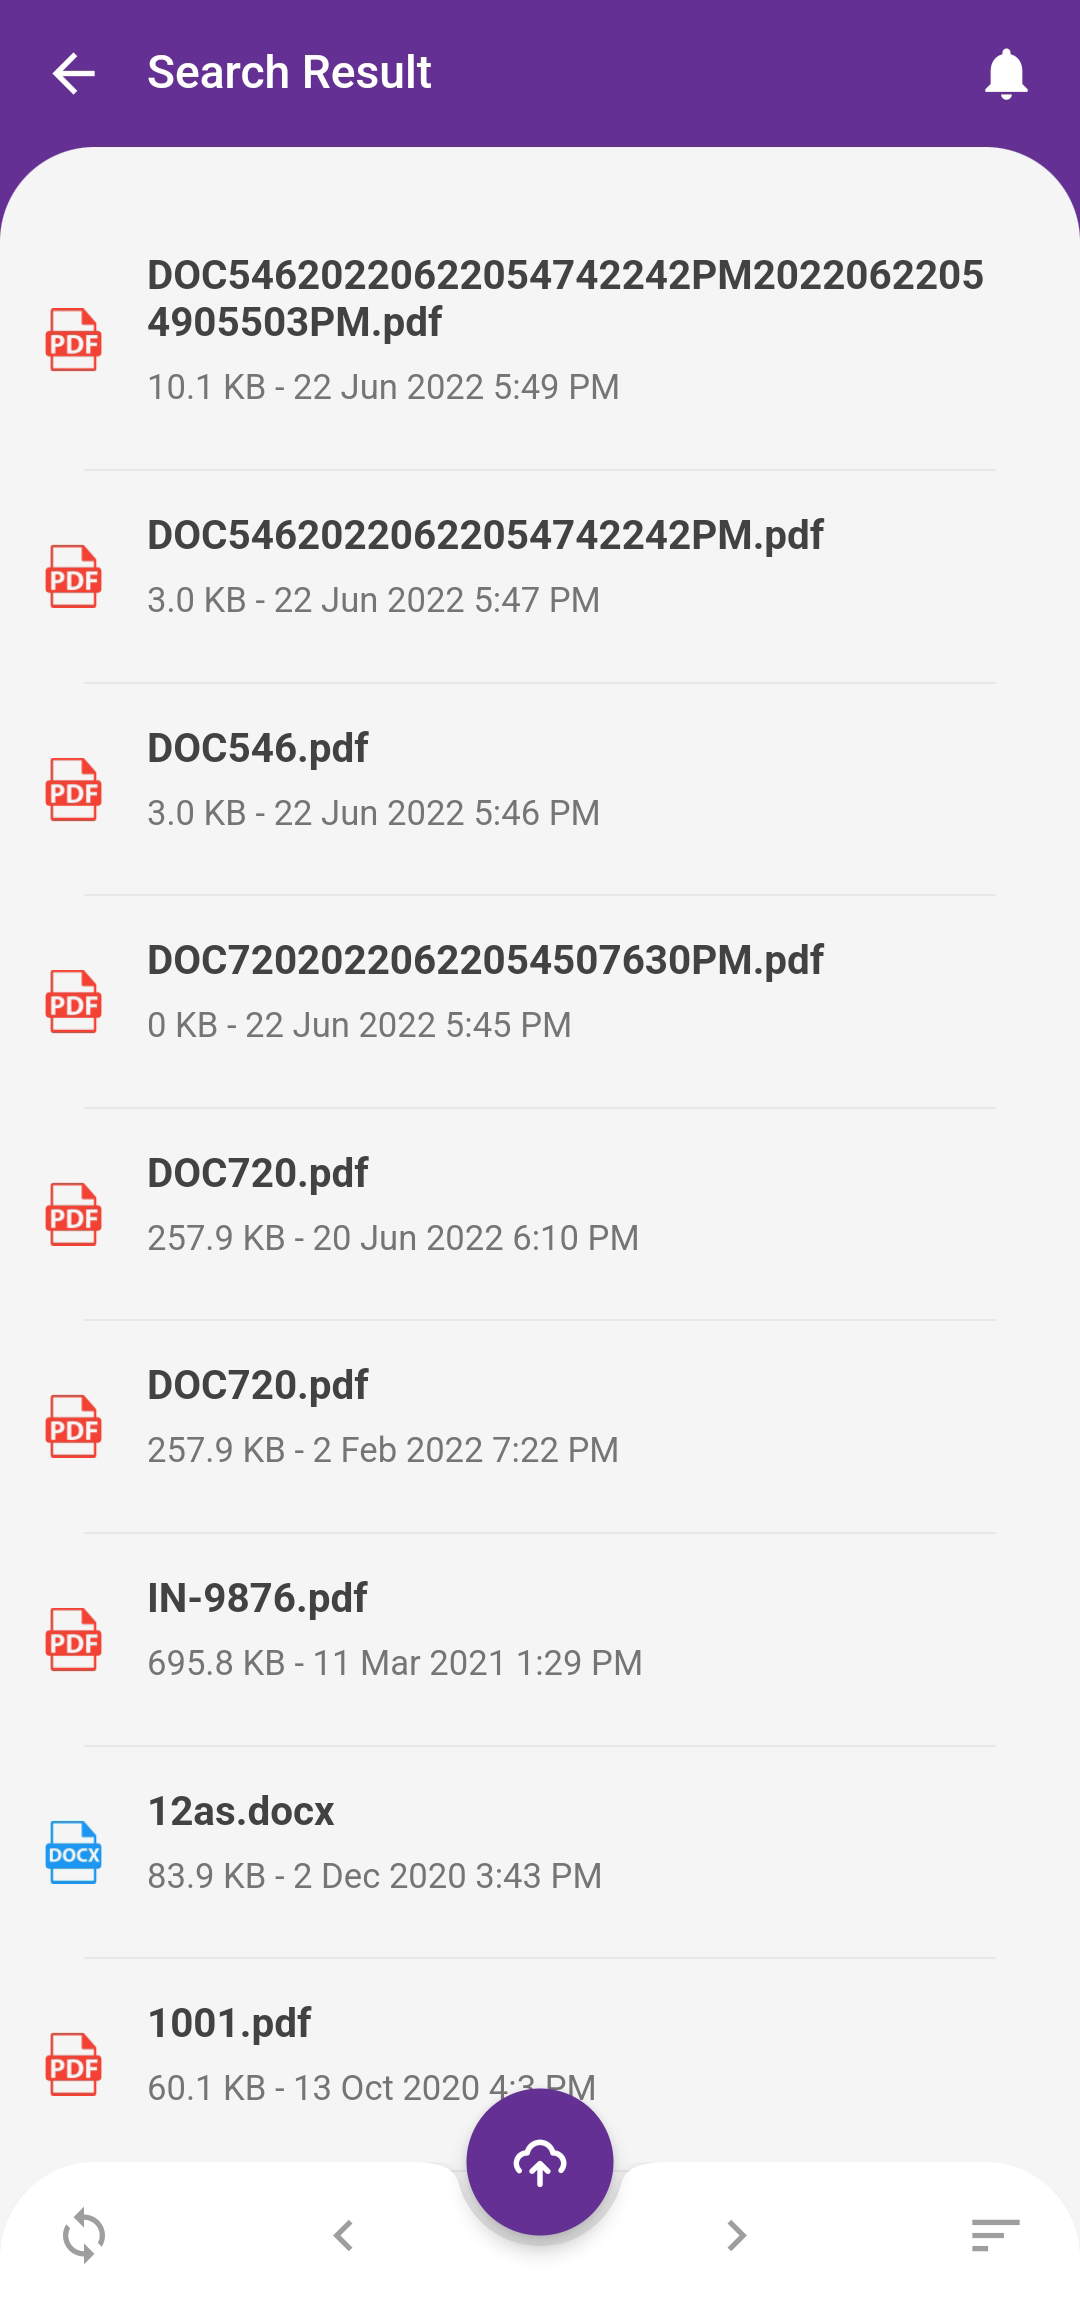 Search Result
DOC54620220622054742242PM2022062205
4905503PM.pdf
PDF
10.1 KB - 22 Jun 2022 5:49 PM
DOC54620220622054742242PM.pdf
PDF
3.0 KB - 22 Jun 2022 5:47 PM
DOC546.pdf
PDF
3.0 KB - 22 Jun 2022 5:46 PM
DOC72020220622054507630PM.pdf
PDF
0 KB - 22 Jun 2022 5:45 PM
DOC720.pdf
PDF
257.9 KB - 20 Jun 2022 6:10 PM
DOC720.pdf
PDF
257.9 KB - 2 Feb 2022 7:22 PM
IN-9876.pdf
PDF
695.8 KB - 11 Mar 2021 1:29 PM
12as.docx
DOCX
83.9 KB - 2 Dec 2020 3:43 PM
1001.pdf
PDF
60.1 KB - 13 Oct 2020 4:3 PM